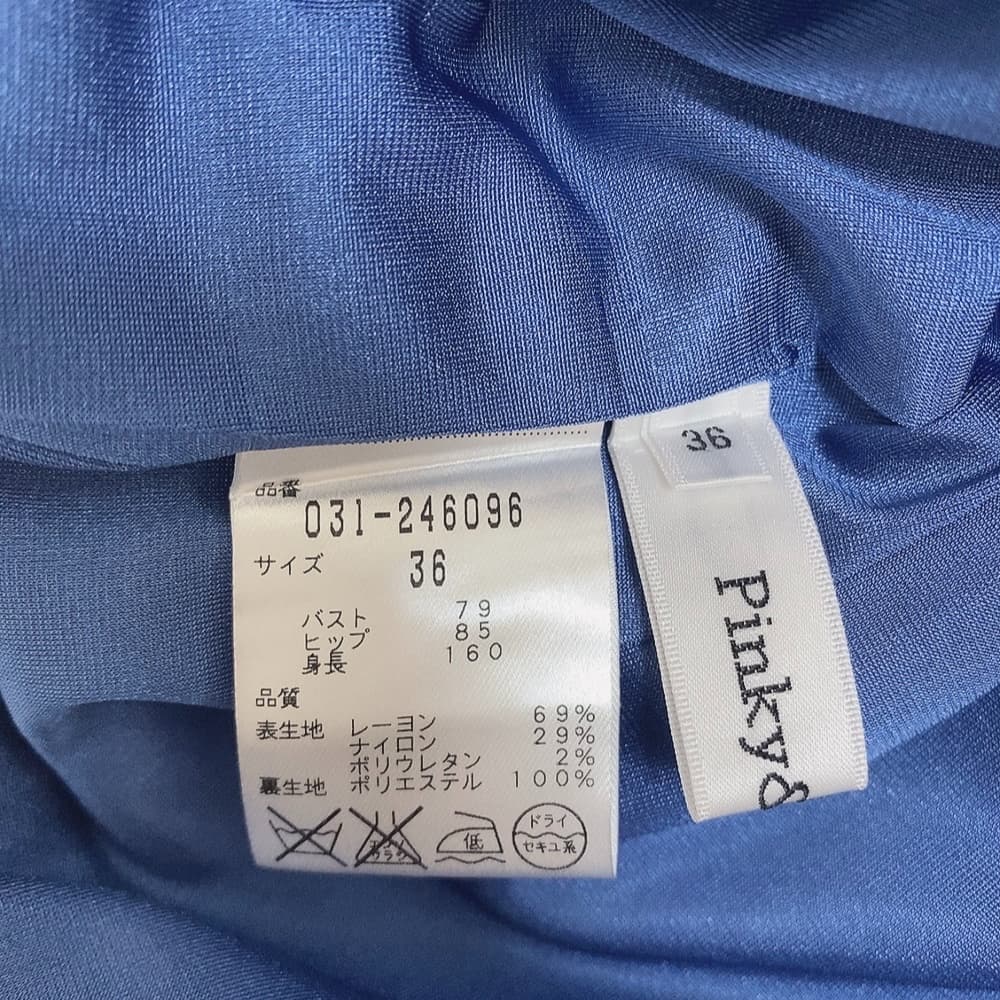 品番
031-246096
サイズ 36
バスト 79
ヒップ 85
身長 160
品質
表生地 レーヨン 69%
ナイロン 29%
ポリウレタン 2%
裏生地 ポリエステル 100%
低
ドライ
セキユ系
36
Pinky&